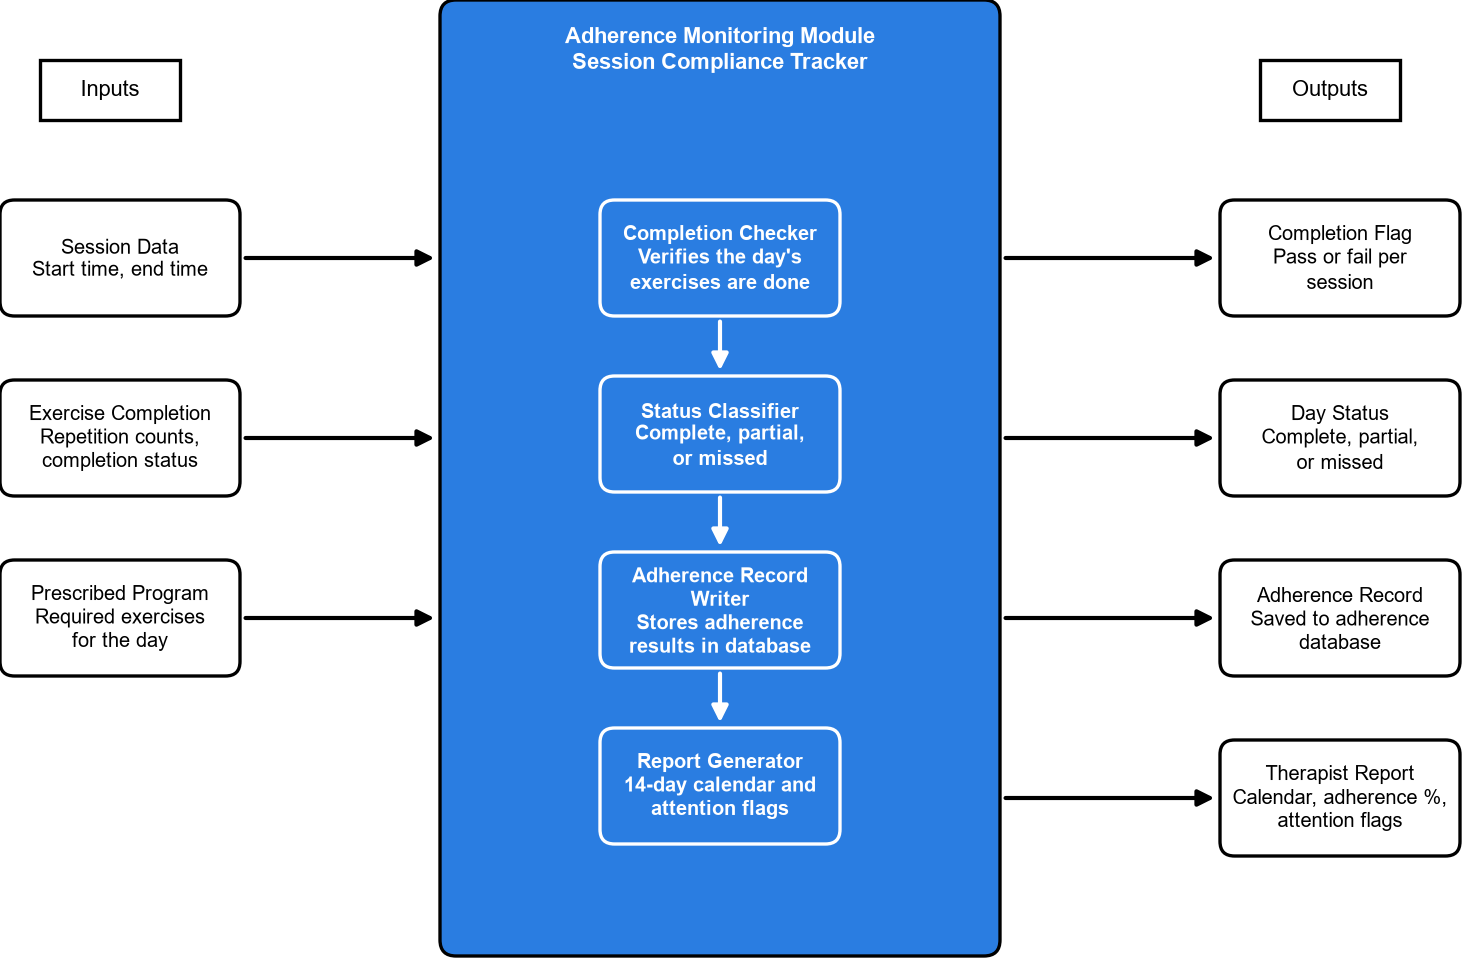 Adherence Monitoring Module
Session Compliance Tracker
Inputs
Outputs
Session Data
Start time, end time
Exercise Completion
Repetition counts,
completion status
Prescribed Program
Required exercises
for the day
Completion Checker
Verifies the day's
exercises are done
Status Classifier
Complete, partial,
or missed
Adherence Record
Writer
Stores adherence
results in database
Report Generator
14-day calendar and
attention flags
Completion Flag
Pass or fail per
session
Day Status
Complete, partial,
or missed
Adherence Record
Saved to adherence
database
Therapist Report
Calendar, adherence %,
attention flags